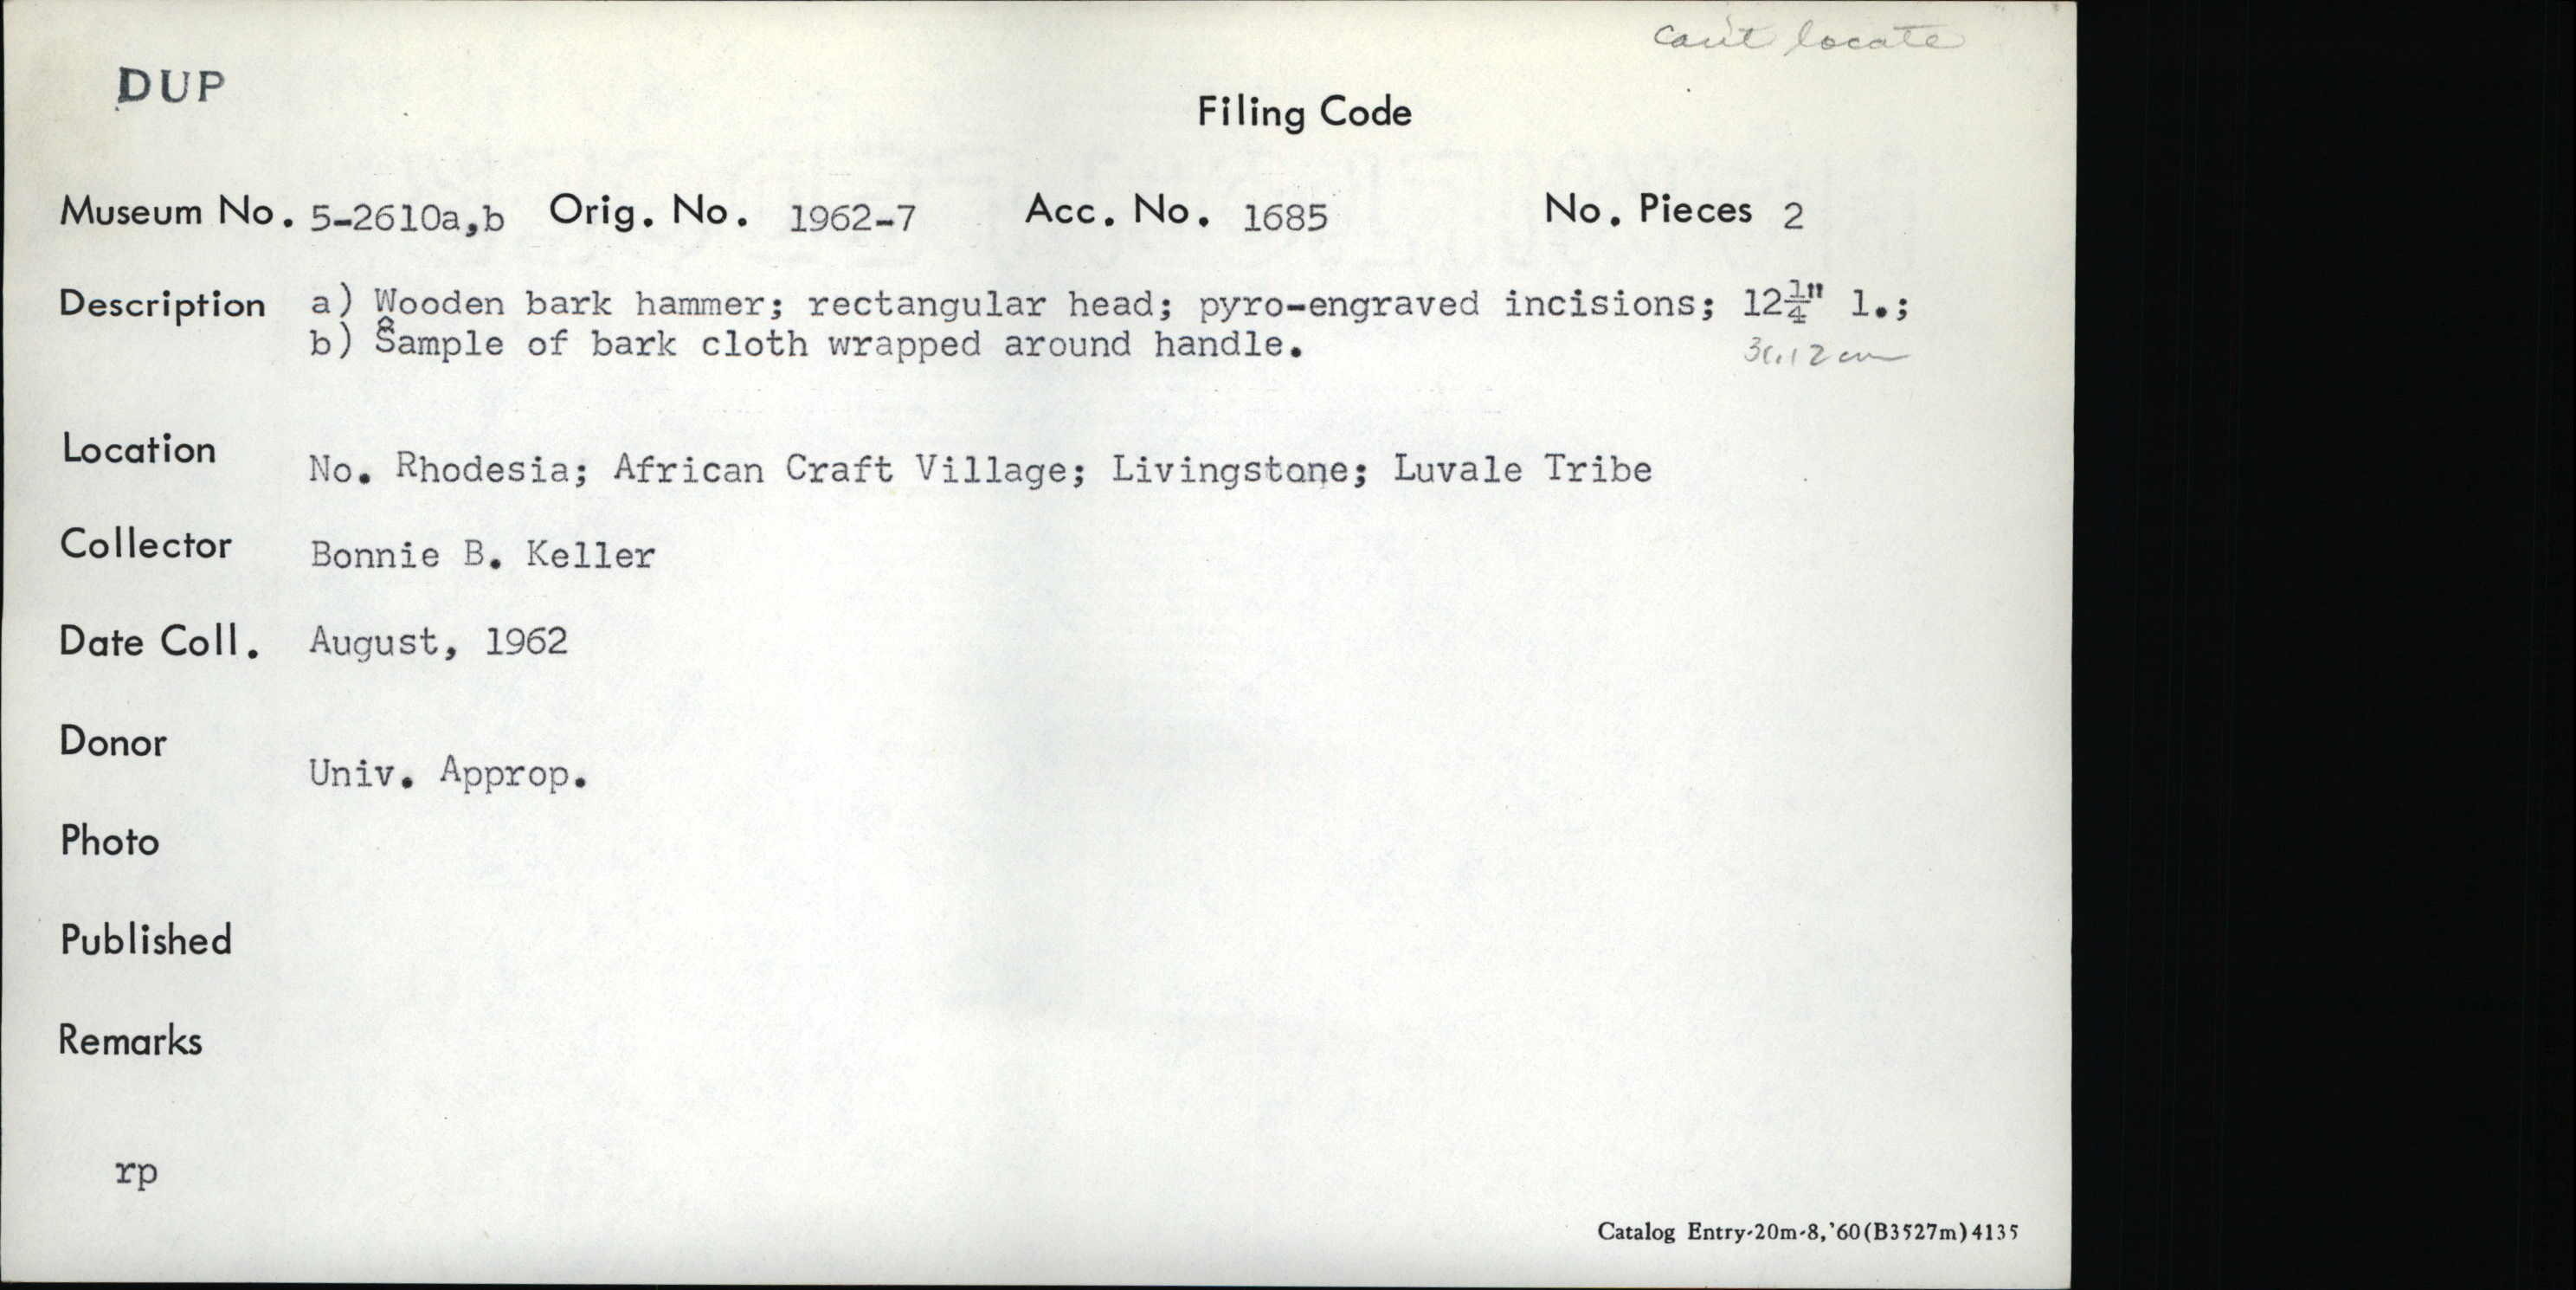 can't locate
DUP
Filing Code
Museum No. 5-2610a,b Orig. No. 1962-7 Acc. No. 1685 No. Pieces 2
Description a) Wooden bark hammer; rectangular head; pyro-engraved incisions; 12¼" l.;
b) Sample of bark cloth wrapped around handle.
cm
Location No. Rhodesia; African Craft Village; Livingstone; Luvale Tribe
Collector Bonnie B. Keller
Date Coll. August, 1962
Donor Univ. Approp.
Photo
Published
Remarks
rp
Catalog Entry-20m-8,'60(B3527m)4135